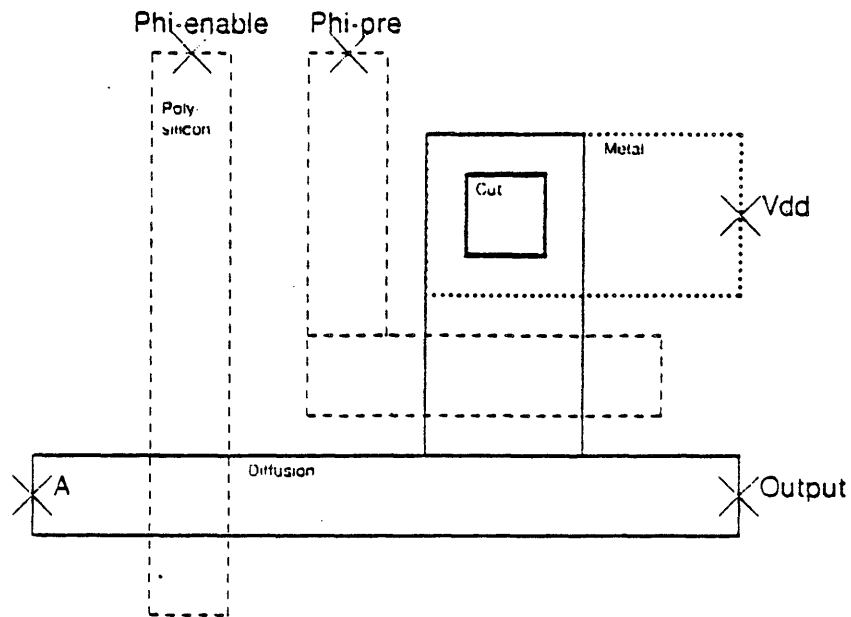 Phi-enable
Phi-pre
Poly-
silicon
Metal
Cut
Vdd
Diffusion
A
Output